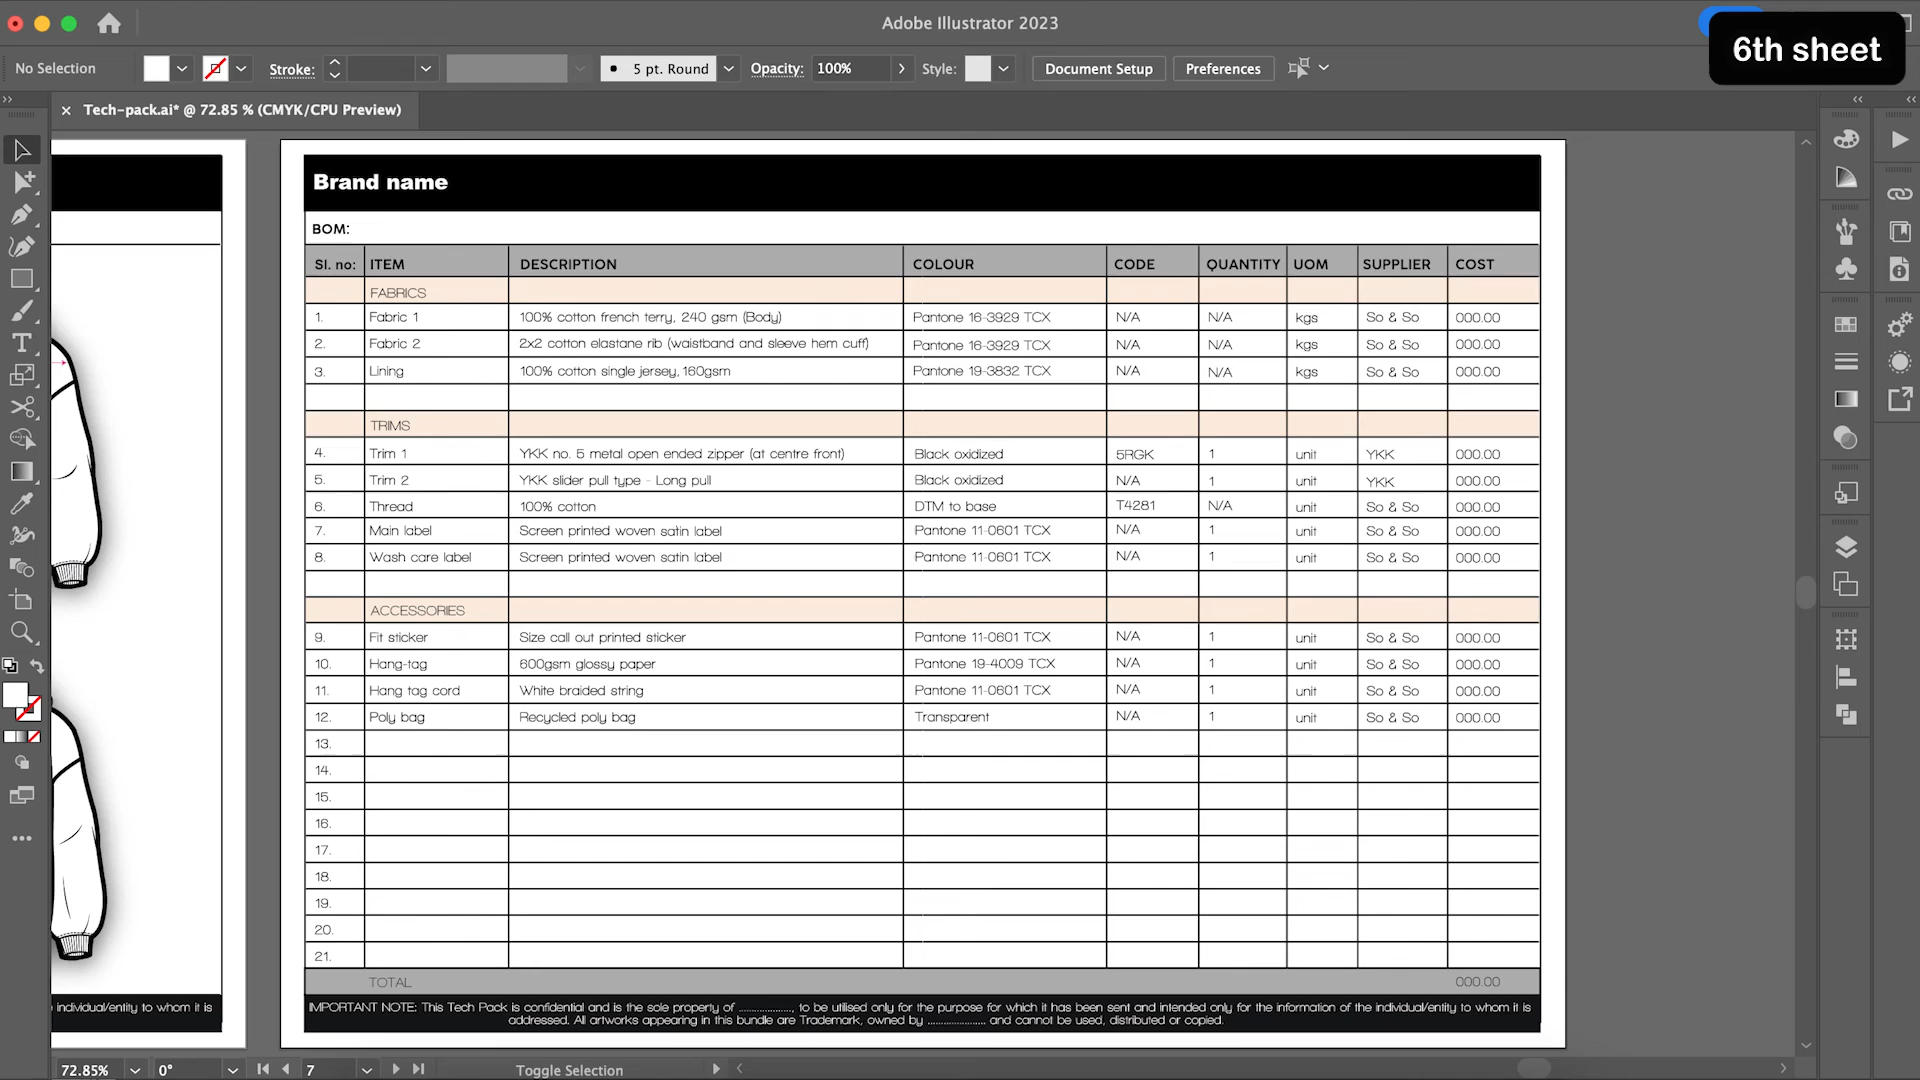 Adobe Illustrator 2023
6th sheet
No Selection Stroke: 5 pt. Round Opacity: 100% Style: Document Setup Preferences
Tech-pack.ai* @ 72.85 % (CMYK/CPU Preview)
Brand name
BOM:
Sl. no: ITEM DESCRIPTION COLOUR CODE QUANTITY UOM SUPPLIER COST
FABRICS
1. Fabric 1 100% cotton french terry, 240 gsm (Body) Pantone 16-3929 TCX N/A N/A kgs So & So 000.00
2. Fabric 2 2x2 cotton elastane rib (waistband and sleeve hem cuff) Pantone 16-3929 TCX N/A N/A kgs So & So 000.00
3. Lining 100% cotton single jersey, 160gsm Pantone 19-3832 TCX N/A N/A kgs So & So 000.00
TRIMS
4. Trim 1 YKK no. 5 metal open ended zipper (at centre front) Black oxidized 5RGK 1 unit YKK 000.00
5. Trim 2 YKK slider pull type - Long pull Black oxidized N/A 1 unit YKK 000.00
6. Thread 100% cotton DTM to base T4281 N/A unit So & So 000.00
7. Main label Screen printed woven satin label Pantone 11-0601 TCX N/A 1 unit So & So 000.00
8. Wash care label Screen printed woven satin label Pantone 11-0601 TCX N/A 1 unit So & So 000.00
ACCESSORIES
9. Fit sticker Size call out printed sticker Pantone 11-0601 TCX N/A 1 unit So & So 000.00
10. Hang-tag 600gsm glossy paper Pantone 19-4009 TCX N/A 1 unit So & So 000.00
11. Hang tag cord White braided string Pantone 11-0601 TCX N/A 1 unit So & So 000.00
12. Poly bag Recycled poly bag Transparent N/A 1 unit So & So 000.00
13.
14.
15.
16.
17.
18.
19.
20.
21.
TOTAL 000.00
individual/entity to whom it is
IMPORTANT NOTE: This Tech Pack is confidential and is the sole property of ...................., to be utilised only for the purpose for which it has been sent and intended only for the information of the individual/entity to whom it is
addressed. All artworks appearing in this bundle are Trademark, owned by ...................... and cannot be used, distributed or copied.
72.85% 0° 7 Toggle Selection